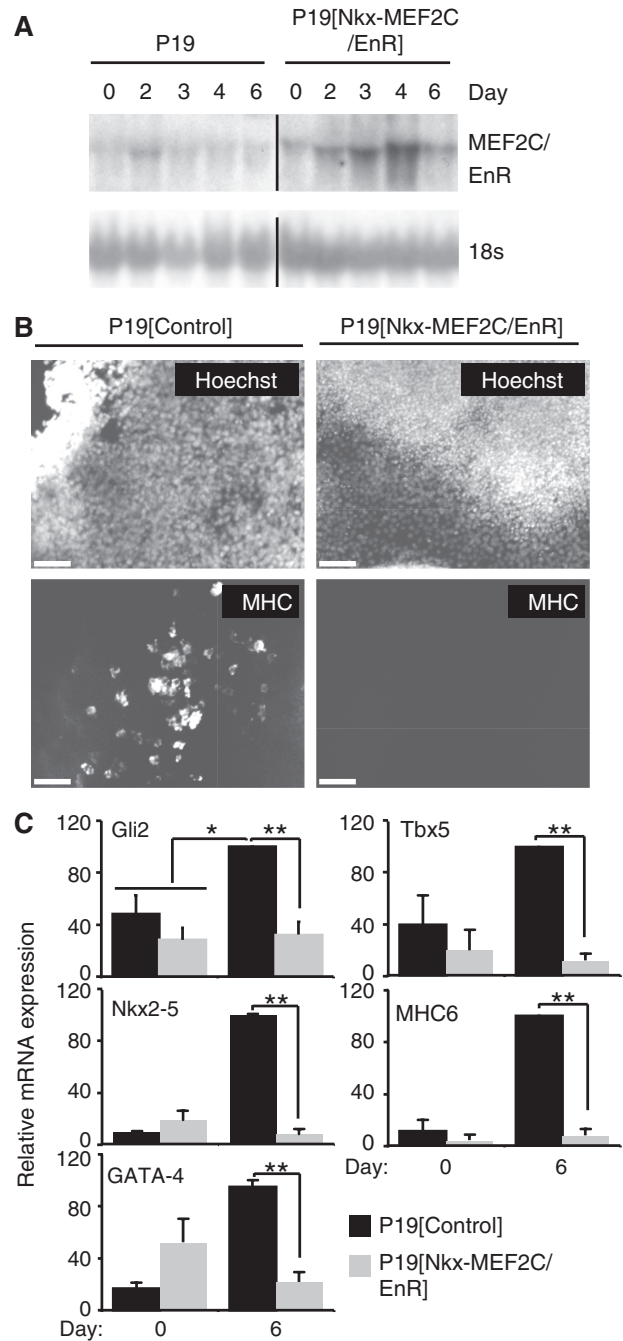 A
P19
P19[Nkx-MEF2C
/EnR]
0 2 3 4 6 0 2 3 4 6 Day
MEF2C/
EnR
18s
B
P19[Control]
P19[Nkx-MEF2C/EnR]
Hoechst
Hoechst
MHC
MHC
C
Relative mRNA expression
120
80
40
0
Gli2
*
**
120
80
40
0
Tbx5
**
120
80
40
0
Nkx2-5
**
120
80
40
0
MHC6
**
Day: 0 6
120
80
40
0
GATA-4
**
Day: 0 6
P19[Control]
P19[Nkx-MEF2C/
EnR]